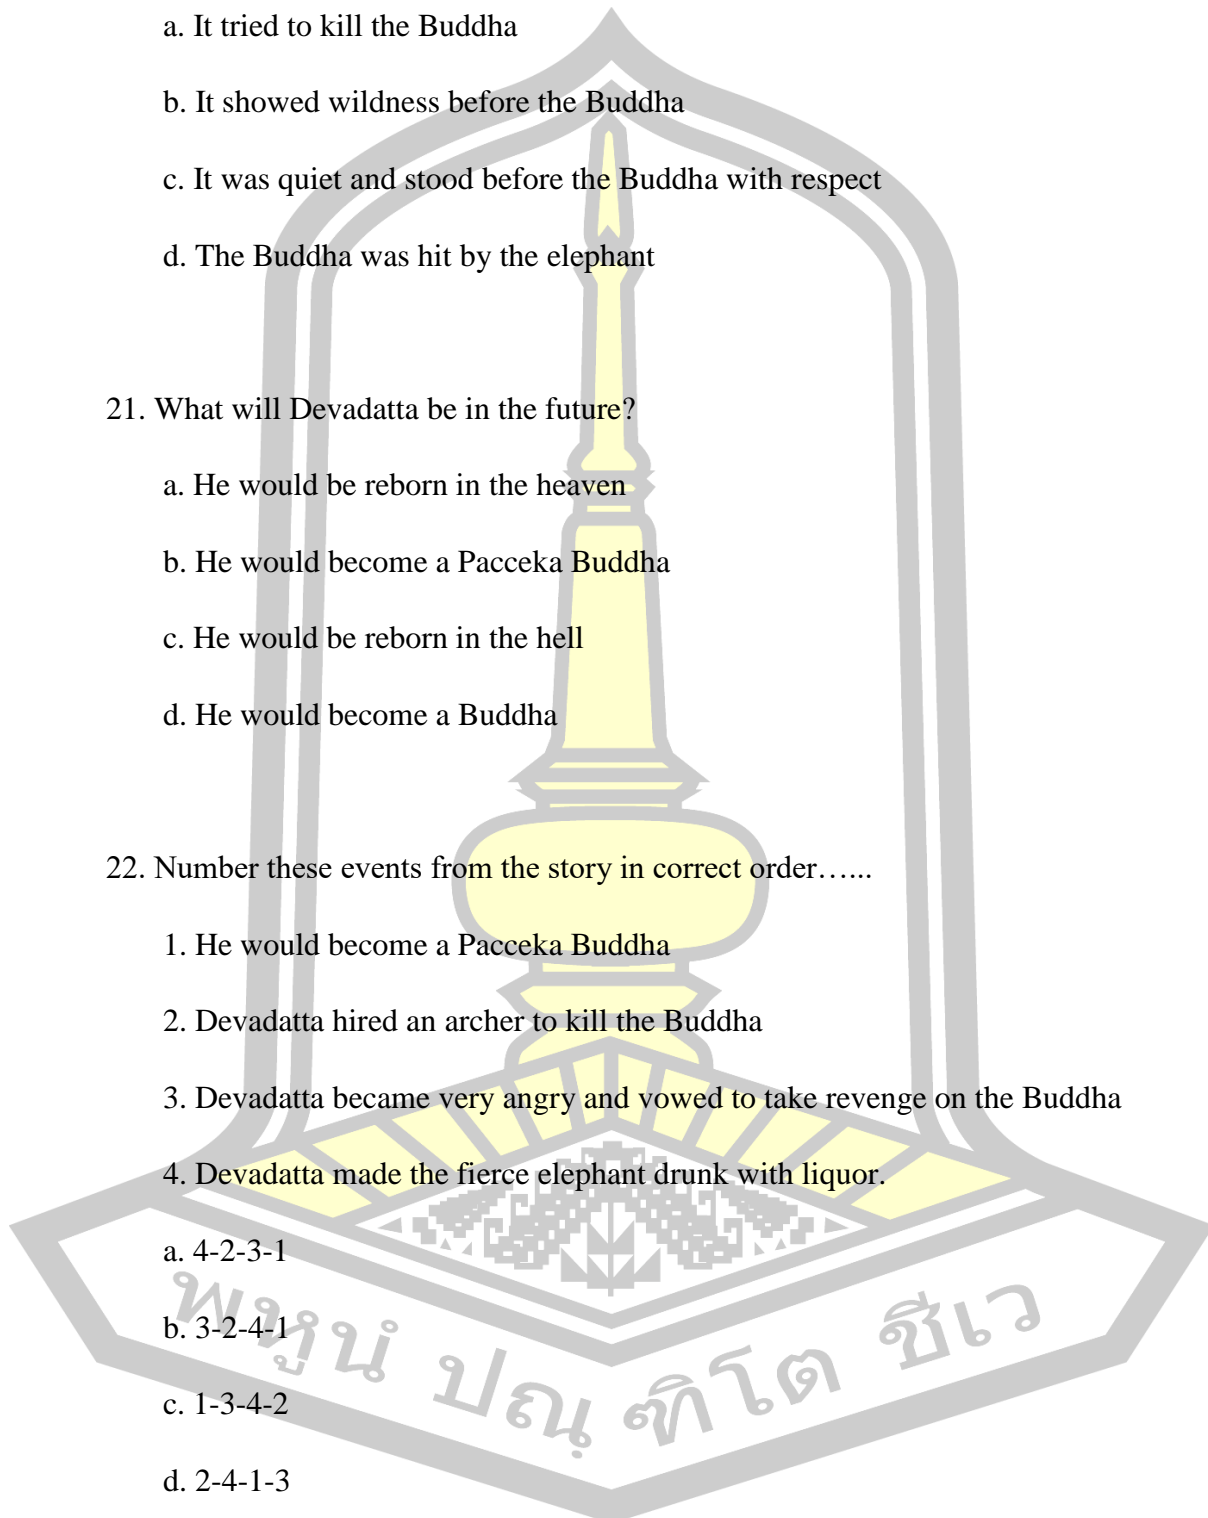 a. It tried to kill the Buddha
b. It showed wildness before the Buddha
c. It was quiet and stood before the Buddha with respect
d. The Buddha was hit by the elephant
21. What will Devadatta be in the future?
a. He would be reborn in the heaven
b. He would become a Pacceka Buddha
c. He would be reborn in the hell
d. He would become a Buddha
22. Number these events from the story in correct order…...
1. He would become a Pacceka Buddha
2. Devadatta hired an archer to kill the Buddha
3. Devadatta became very angry and vowed to take revenge on the Buddha
4. Devadatta made the fierce elephant drunk with liquor.
a. 4-2-3-1
b. 3-2-4-1
c. 1-3-4-2
d. 2-4-1-3
พหูนํ ปณฺฑิโต ชีเว